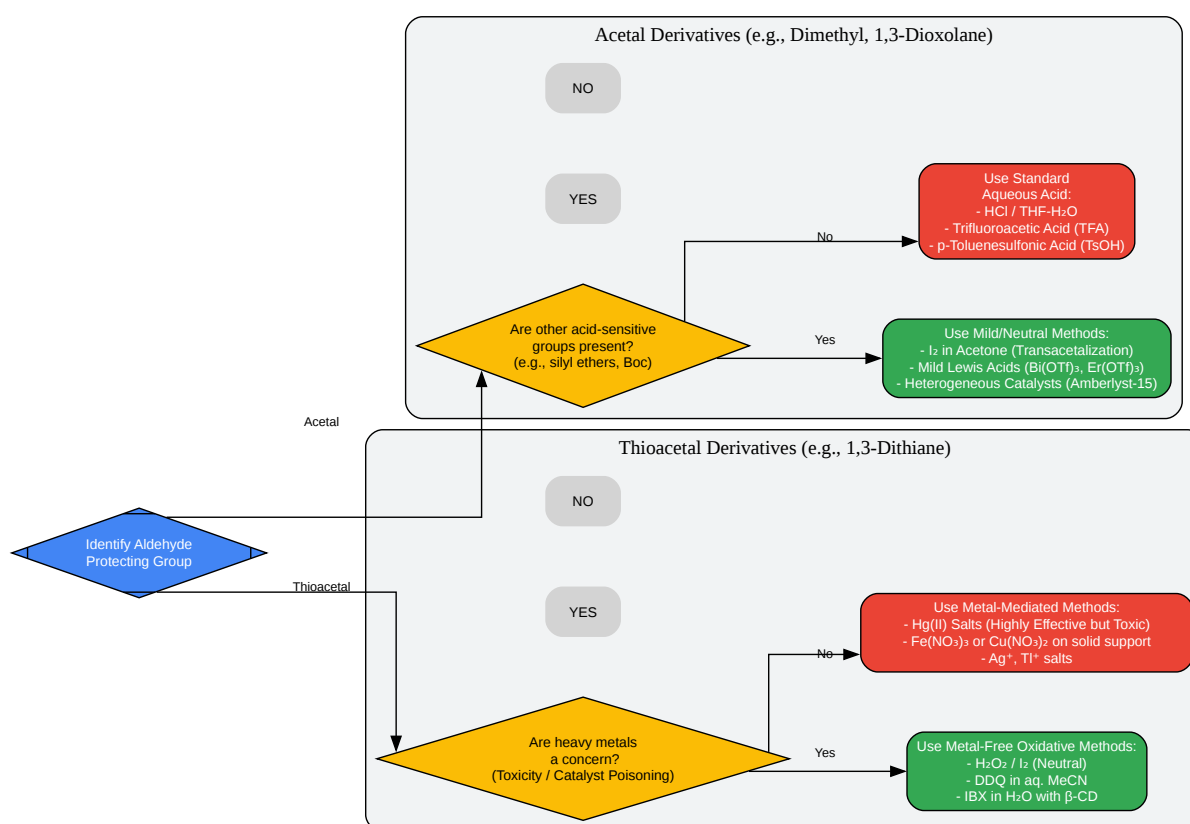 Acetal Derivatives (e.g., Dimethyl, 1,3-Dioxolane)
NO
YES
Use Standard
Aqueous Acid:
- HCl / THF-H₂O
- Trifluoroacetic Acid (TFA)
- p-Toluenesulfonic Acid (TsOH)
No
Are other acid-sensitive
groups present?
(e.g., silyl ethers, Boc)
Yes
Use Mild/Neutral Methods:
- I₂ in Acetone (Transacetalization)
- Mild Lewis Acids (Bi(OTf)₃, Er(OTf)₃)
- Heterogeneous Catalysts (Amberlyst-15)
Acetal
Identify Aldehyde
Protecting Group
Thioacetal
Thioacetal Derivatives (e.g., 1,3-Dithiane)
NO
YES
Use Metal-Mediated Methods:
- Hg(II) Salts (Highly Effective but Toxic)
- Fe(NO₃)₃ or Cu(NO₃)₂ on solid support
- Ag⁺, Tl⁺ salts
No
Are heavy metals
a concern?
(Toxicity / Catalyst Poisoning)
Yes
Use Metal-Free Oxidative Methods:
- H₂O₂ / I₂ (Neutral)
- DDQ in aq. MeCN
- IBX in H₂O with β-CD